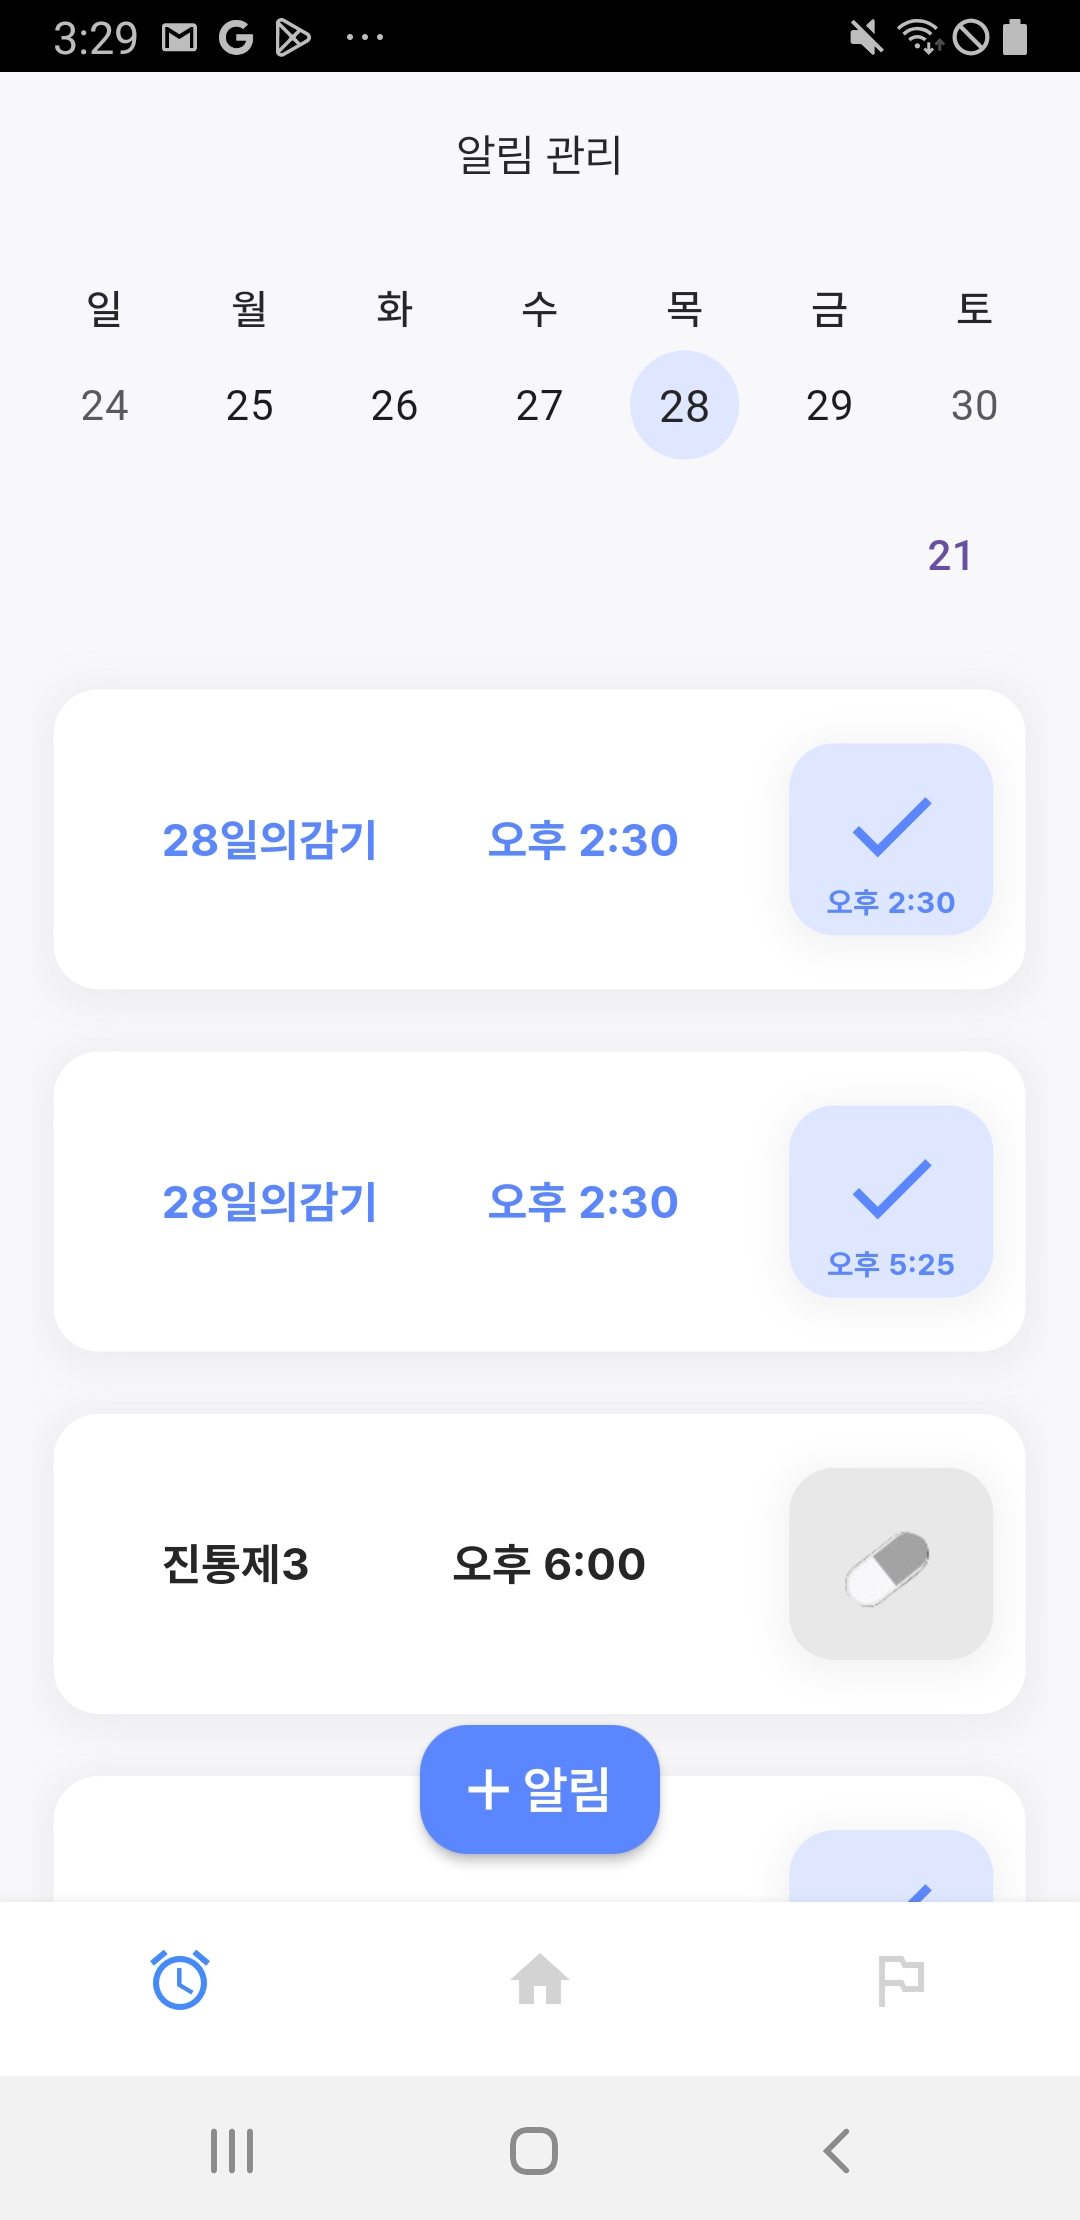 3:29
알림 관리
일 월 화 수 목 금 토
24 25 26 27 28 29 30
21
28일의감기 오후 2:30
오후 2:30
28일의감기 오후 2:30
오후 5:25
진통제3 오후 6:00
+ 알림